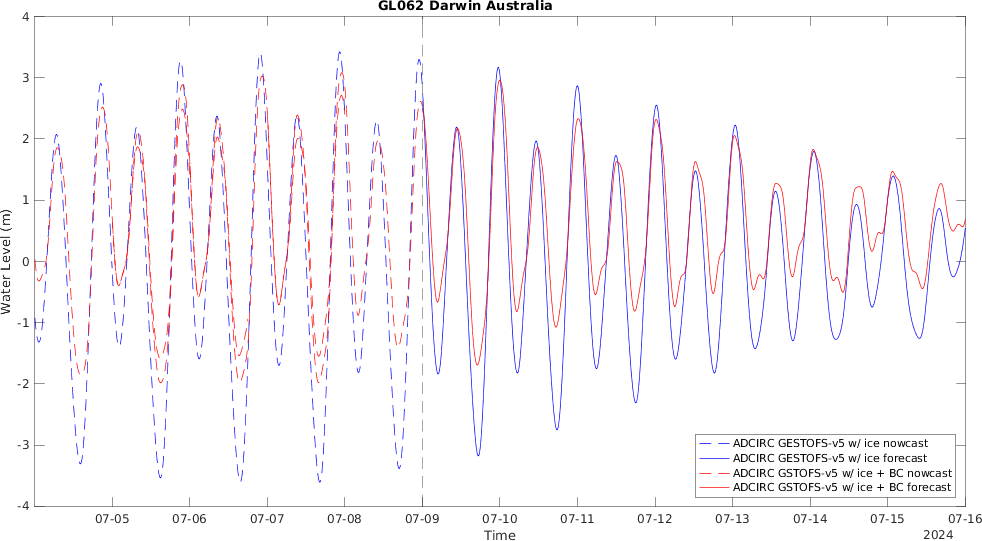 GL062 Darwin Australia
4
3
2
1
0
-1
-2
-3
-4
Water Level (m)
ADCIRC GESTOFS-v5 w/ ice nowcast
ADCIRC GESTOFS-v5 w/ ice forecast
ADCIRC GSTOFS-v5 w/ ice + BC nowcast
ADCIRC GSTOFS-v5 w/ ice + BC forecast
07-05 07-06 07-07 07-08 07-09 07-10 07-11 07-12 07-13 07-14 07-15 07-16
Time
2024